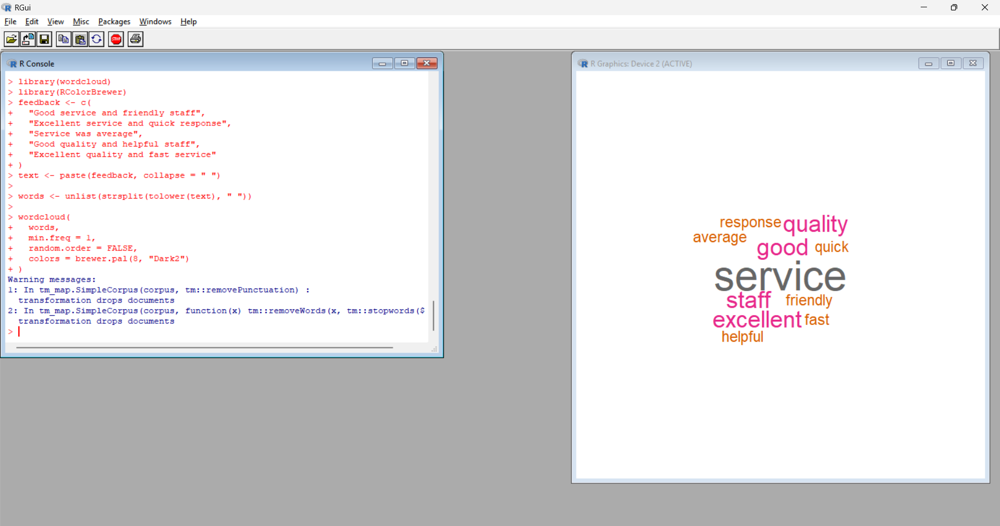 RGui
File Edit View Misc Packages Windows Help
STOP
R Console
> library(wordcloud)
> library(RColorBrewer)
> feedback <- c(
+   "Good service and friendly staff",
+   "Excellent service and quick response",
+   "Service was average",
+   "Good quality and helpful staff",
+   "Excellent quality and fast service"
+ )
> text <- paste(feedback, collapse = " ")
>
> words <- unlist(strsplit(tolower(text), " "))
>
> wordcloud(
+   words,
+   min.freq = 1,
+   random.order = FALSE,
+   colors = brewer.pal(8, "Dark2")
+ )
Warning messages:
1: In tm_map.SimpleCorpus(corpus, tm::removePunctuation) :
  transformation drops documents
2: In tm_map.SimpleCorpus(corpus, function(x) tm::removeWords(x, tm::stopwords($
  transformation drops documents
>
R Graphics: Device 2 (ACTIVE)
response quality
average
good quick
service
staff friendly
excellent fast
helpful